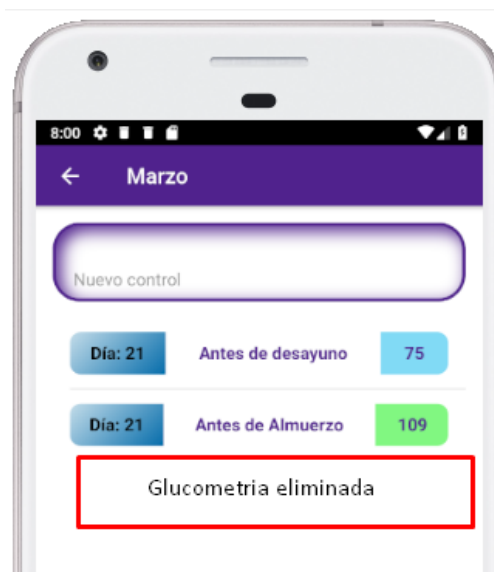 8:00
Marzo
Nuevo control
Día: 21 Antes de desayuno 75
Día: 21 Antes de Almuerzo 109
Glucometria eliminada